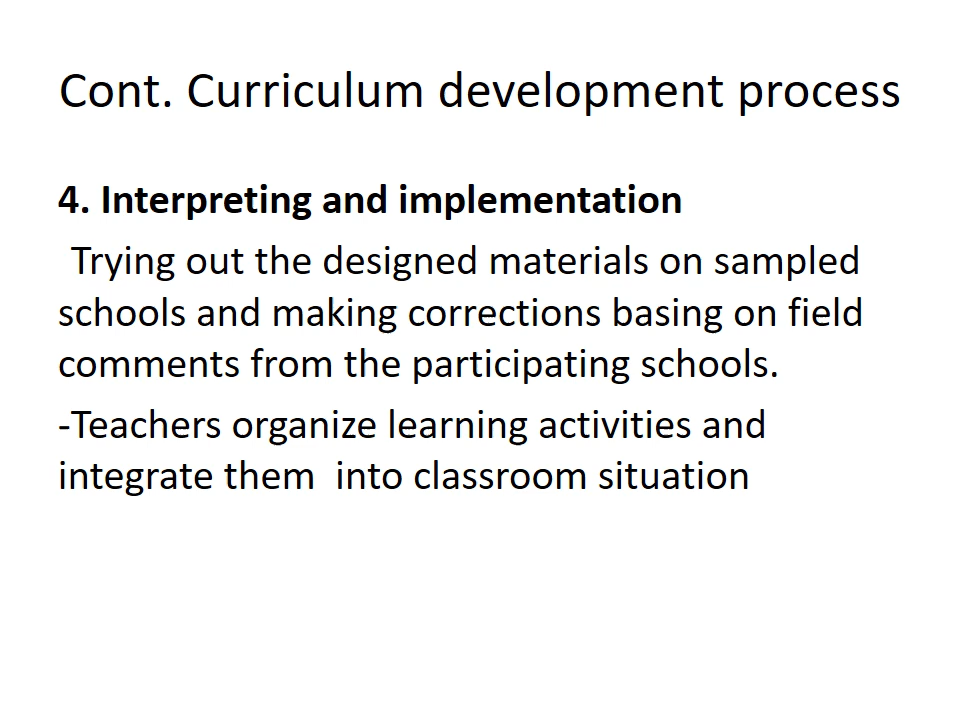 Cont. Curriculum development process
4. Interpreting and implementation
Trying out the designed materials on sampled
schools and making corrections basing on field
comments from the participating schools.
-Teachers organize learning activities and
integrate them  into classroom situation